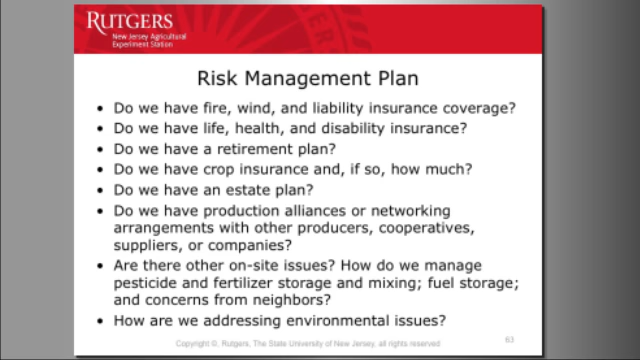 RUTGERS
New Jersey Agricultural
Experiment Station
Risk Management Plan
• Do we have fire, wind, and liability insurance coverage?
• Do we have life, health, and disability insurance?
• Do we have a retirement plan?
• Do we have crop insurance and, if so, how much?
• Do we have an estate plan?
• Do we have production alliances or networking
arrangements with other producers, cooperatives,
suppliers, or companies?
• Are there other on-site issues? How do we manage
pesticide and fertilizer storage and mixing; fuel storage;
and concerns from neighbors?
• How are we addressing environmental issues?
Copyright ©, Rutgers, The State University of New Jersey, all rights reserved
63